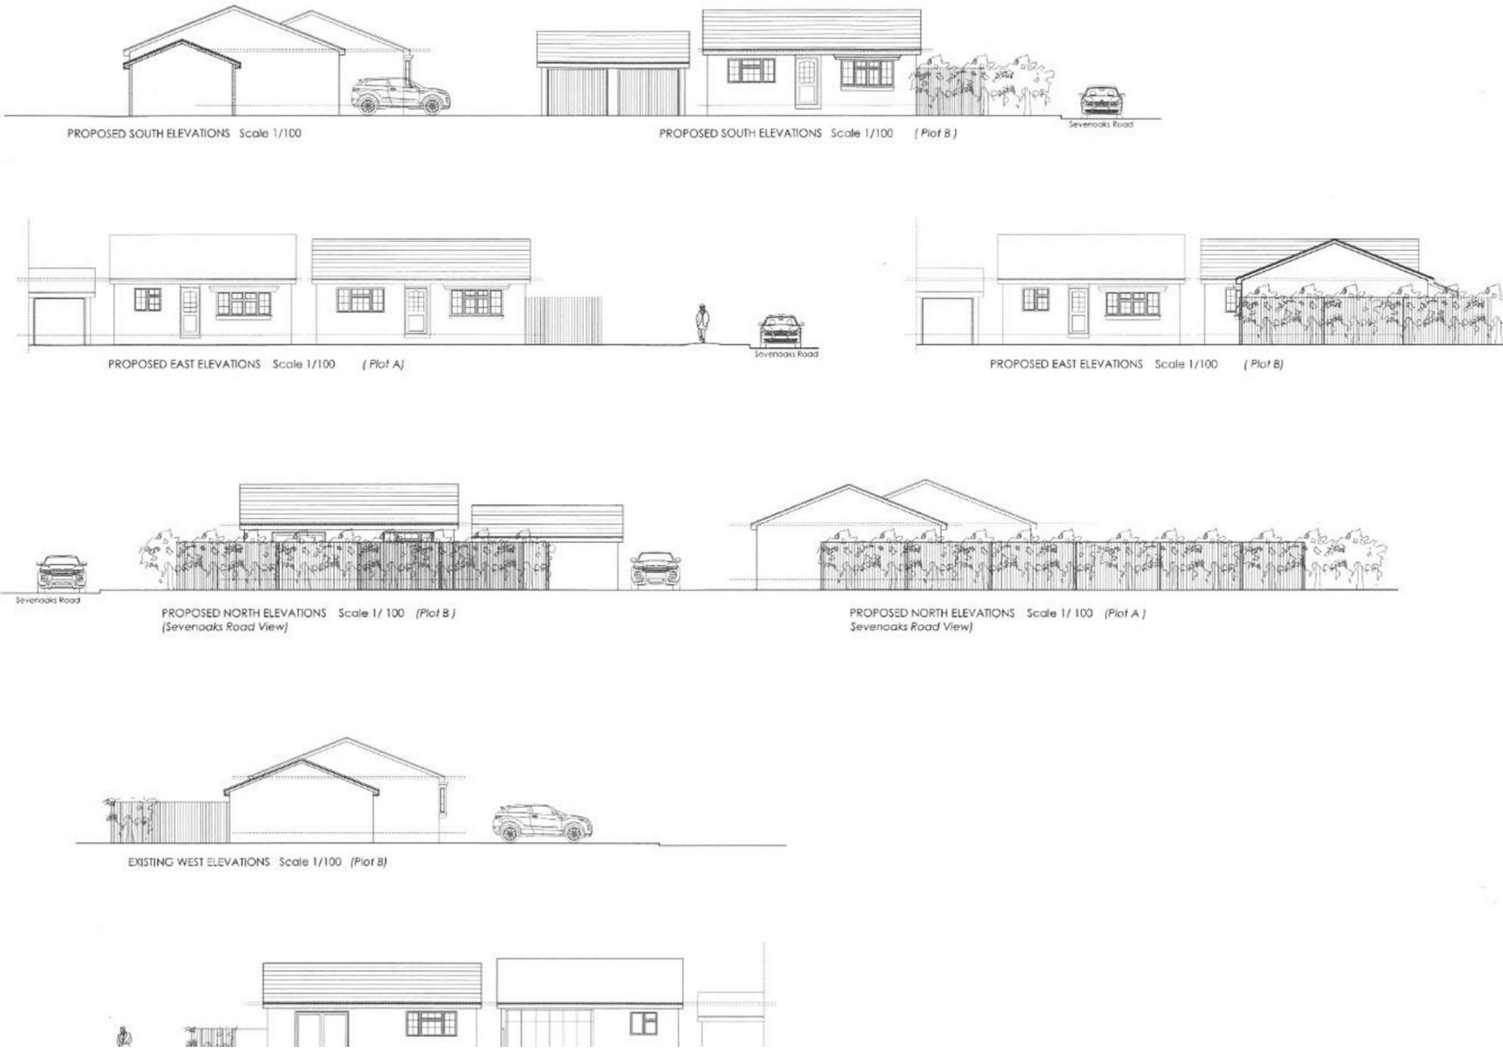 PROPOSED SOUTH ELEVATIONS Scale 1/100
PROPOSED SOUTH ELEVATIONS Scale 1/100 ( Plot B )
Sevenoaks Road
PROPOSED EAST ELEVATIONS Scale 1/100 ( Plot A)
Sevenoaks Road
PROPOSED EAST ELEVATIONS Scale 1/100 ( Plot B)
Sevenoaks Road
PROPOSED NORTH ELEVATIONS Scale 1/ 100 (Plot B )
(Sevenoaks Road View)
PROPOSED NORTH ELEVATIONS Scale 1/ 100 (Plot A )
Sevenoaks Road View)
EXISTING WEST ELEVATIONS Scale 1/100 (Plot B)